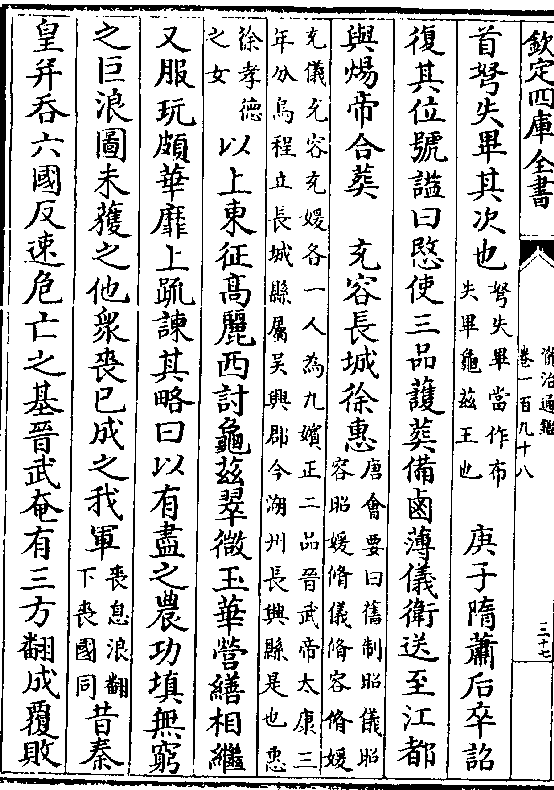 欽定四庫全書
資治通鑑
卷一百九十八
三十七
首弩失畢其次也
弩失畢當作布
失畢龜茲王也
庚子隋蕭后卒詔
復其位號諡曰愍使三品護葬備鹵薄儀衛送至江都
與煬帝合葬　充容長城徐惠
唐會要曰舊制昭儀昭
容昭媛脩儀脩容脩媛
充儀充容充媛各一人為九嬪正二品晉武帝太康三
年分烏程立長城縣屬吳興郡今湖州長興縣是也惠
徐孝德
之女
以上東征高麗西討龜茲翠微玉華營繕相繼
又服玩頗華靡上疏諫其略曰以有盡之農功填無窮
之巨浪圖未獲之他衆喪已成之我軍
喪息浪翻
下喪國同
昔秦
皇并吞六國反速危亡之基晉武奄有三方翻成覆敗